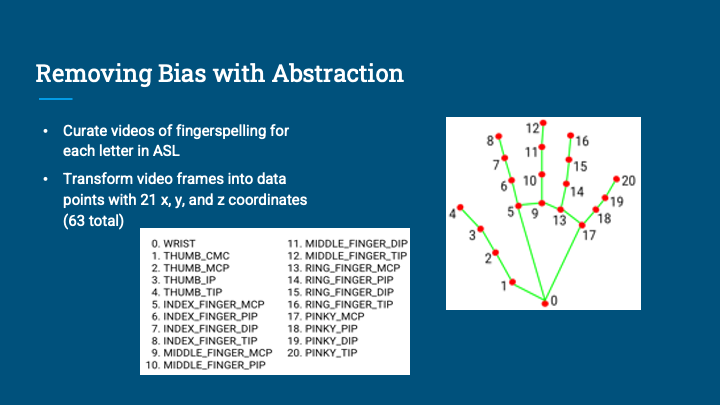 Removing Bias with Abstraction
• Curate videos of fingerspelling for
each letter in ASL
• Transform video frames into data
points with 21 x, y, and z coordinates
(63 total)
0. WRIST
1. THUMB_CMC
2. THUMB_MCP
3. THUMB_IP
4. THUMB_TIP
5. INDEX_FINGER_MCP
6. INDEX_FINGER_PIP
7. INDEX_FINGER_DIP
8. INDEX_FINGER_TIP
9. MIDDLE_FINGER_MCP
10. MIDDLE_FINGER_PIP
11. MIDDLE_FINGER_DIP
12. MIDDLE_FINGER_TIP
13. RING_FINGER_MCP
14. RING_FINGER_PIP
15. RING_FINGER_DIP
16. RING_FINGER_TIP
17. PINKY_MCP
18. PINKY_PIP
19. PINKY_DIP
20. PINKY_TIP
12
8
16
11
7
15
6
10
20
14
19
4
5
9
13
18
3
17
2
1
0